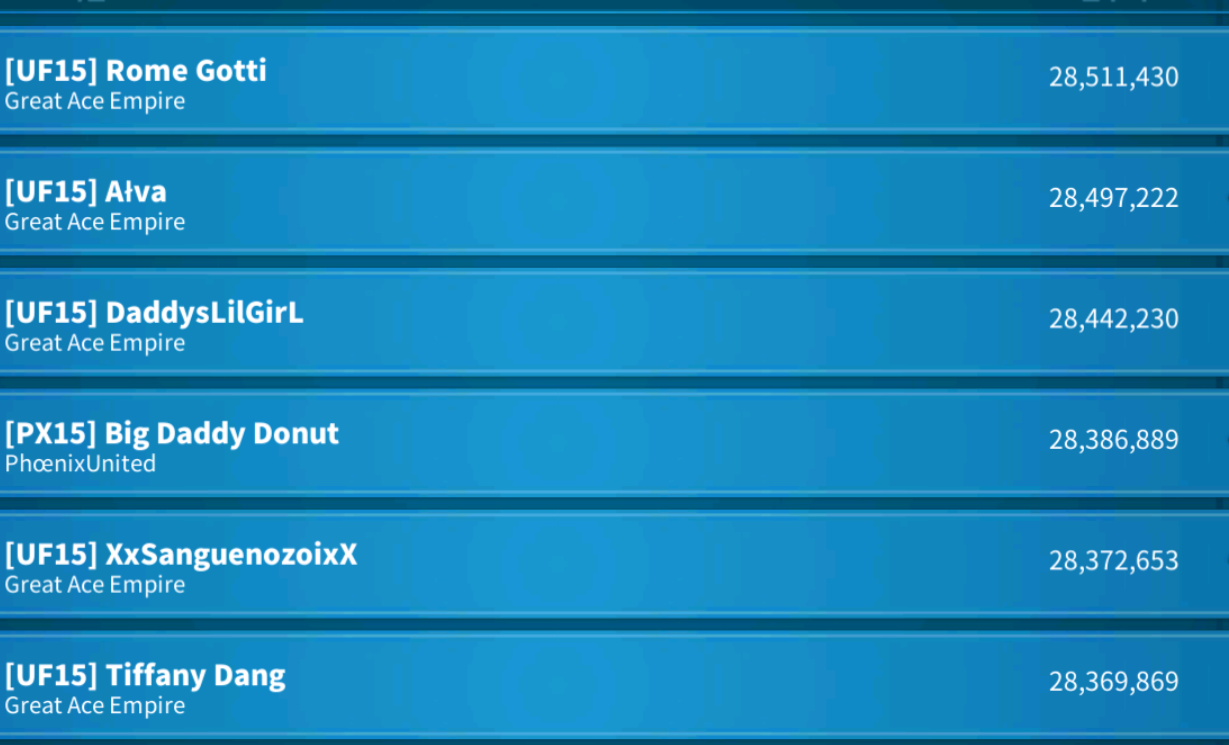 [UF15] Rome Gotti
28,511,430
Great Ace Empire
[UF15] Ałva
28,497,222
Great Ace Empire
[UF15] DaddysLilGirL
28,442,230
Great Ace Empire
[PX15] Big Daddy Donut
28,386,889
PhœnixUnited
[UF15] XxSanguenozoixX
28,372,653
Great Ace Empire
[UF15] Tiffany Dang
28,369,869
Great Ace Empire